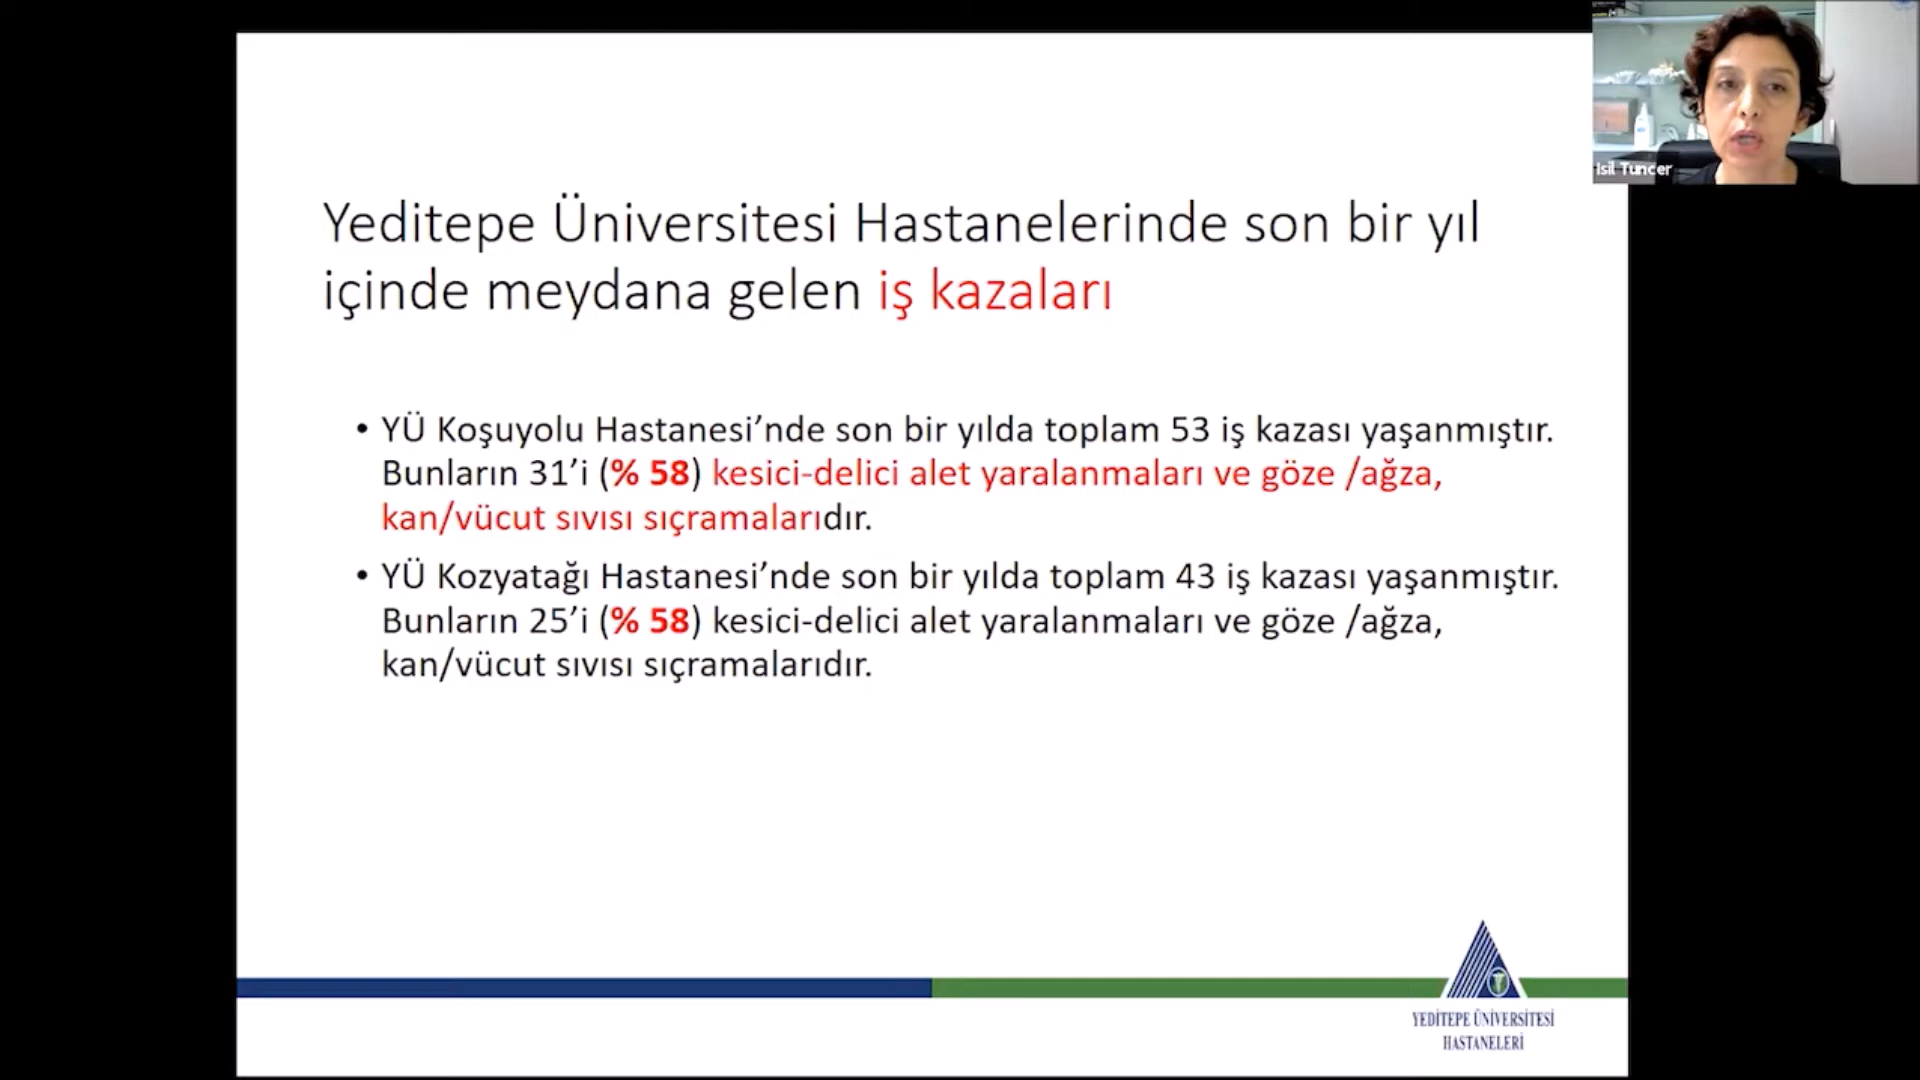 Yeditepe Üniversitesi Hastanelerinde son bir yıl
içinde meydana gelen iş kazaları
• YÜ Koşuyolu Hastanesi’nde son bir yılda toplam 53 iş kazası yaşanmıştır.
Bunların 31’i (% 58) kesici-delici alet yaralanmaları ve göze /ağza,
kan/vücut sıvısı sıçramalarıdır.
• YÜ Kozyatağı Hastanesi’nde son bir yılda toplam 43 iş kazası yaşanmıştır.
Bunların 25’i (% 58) kesici-delici alet yaralanmaları ve göze /ağza,
kan/vücut sıvısı sıçramalarıdır.
YEDİTEPE ÜNİVERSİTESİ
HASTANELERİ
Isil Tuncer